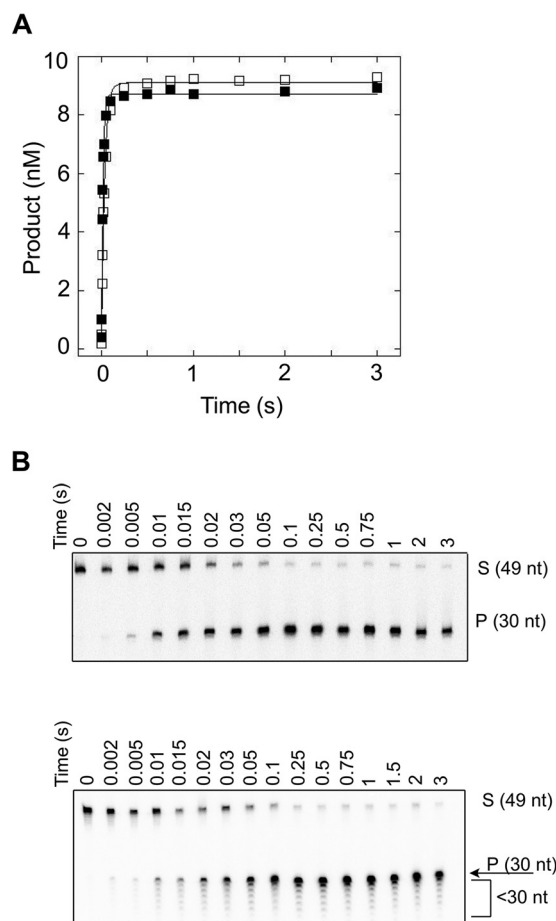 A
10
8
6
4
2
0
Product (nM)
0 1 2 3
Time (s)
B
Time (s) 0 0.002 0.005 0.01 0.015 0.02 0.03 0.05 0.1 0.25 0.5 0.75 1 2 3
S (49 nt)
P (30 nt)
Time (s) 0 0.002 0.005 0.01 0.015 0.02 0.03 0.05 0.1 0.25 0.5 0.75 1 1.5 2 3
S (49 nt)
P (30 nt)
<30 nt